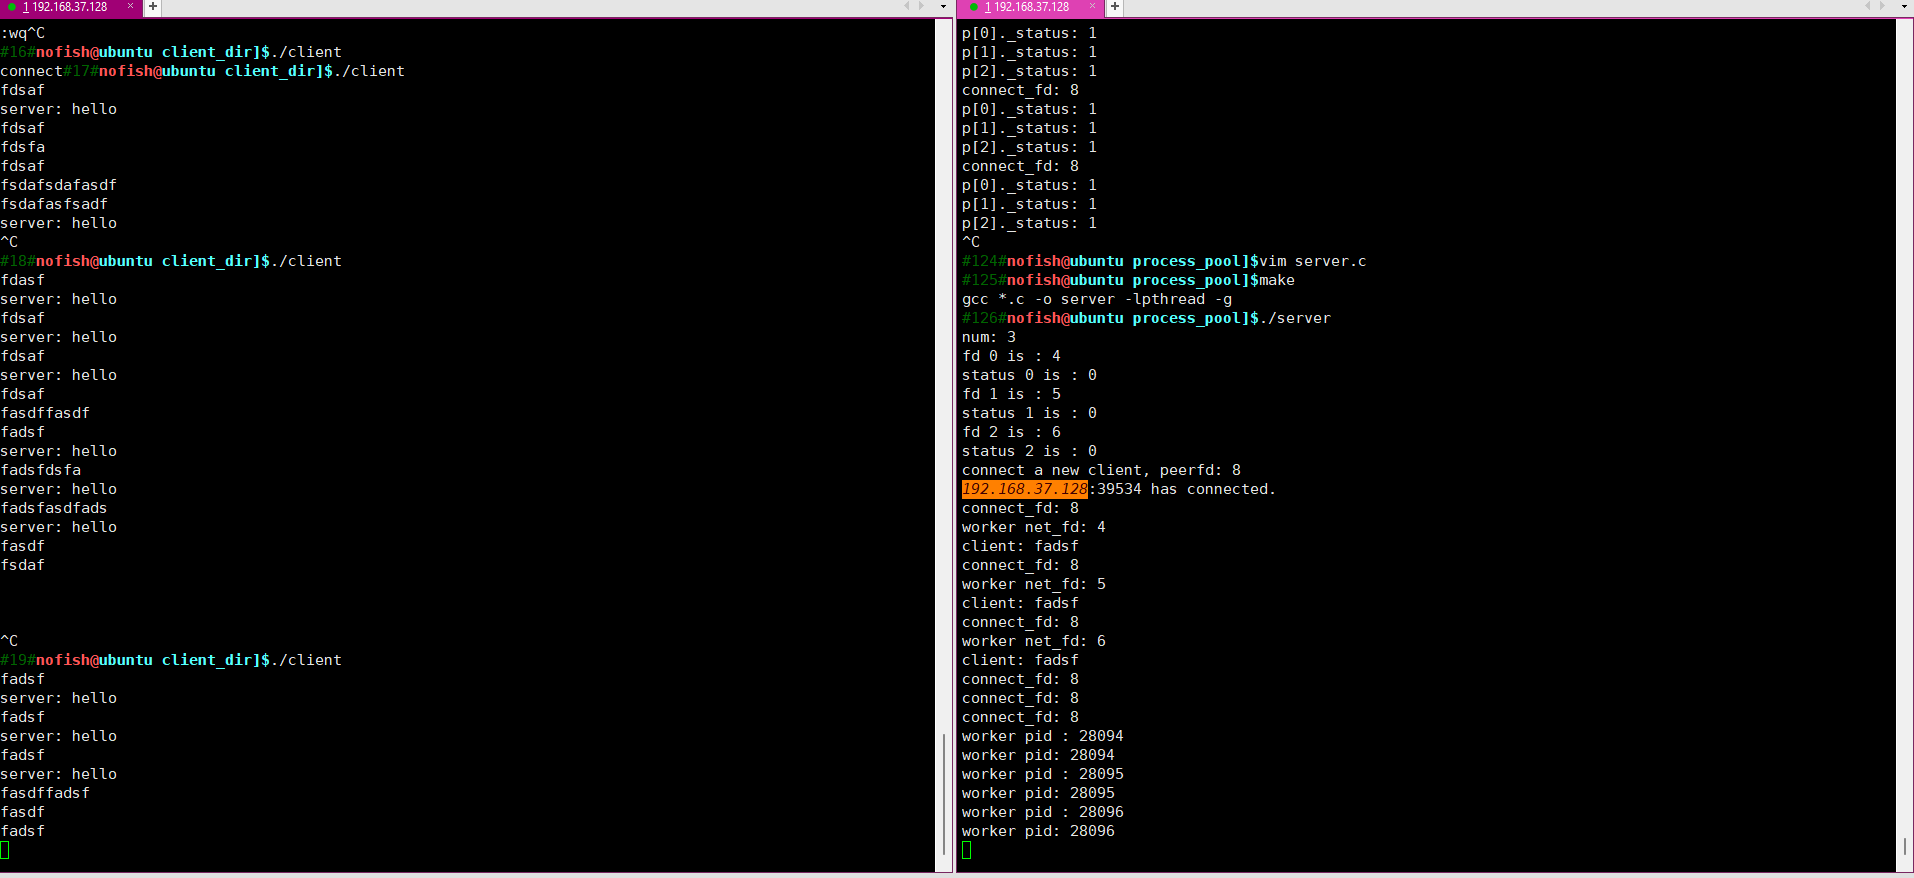 1 192.168.37.128
:wq^C
#16#nofish@ubuntu client_dir]$./client
connect#17#nofish@ubuntu client_dir]$./client
fdsaf
server: hello
fdsaf
fdsfa
fdsaf
fsdafsdafasdf
fsdafasfsadf
server: hello
^C
#18#nofish@ubuntu client_dir]$./client
fdasf
server: hello
fdsaf
server: hello
fdsaf
server: hello
fdsaf
fasdffasdf
fadsf
server: hello
fadsfdsfa
server: hello
fadsfasdfads
server: hello
fasdf
fsdaf
^C
#19#nofish@ubuntu client_dir]$./client
fadsf
server: hello
fadsf
server: hello
fadsf
server: hello
fasdffadsf
fasdf
fadsf
1 192.168.37.128
p[0]._status: 1
p[1]._status: 1
p[2]._status: 1
connect_fd: 8
p[0]._status: 1
p[1]._status: 1
p[2]._status: 1
connect_fd: 8
p[0]._status: 1
p[1]._status: 1
p[2]._status: 1
^C
#124#nofish@ubuntu process_pool]$vim server.c
#125#nofish@ubuntu process_pool]$make
gcc *.c -o server -lpthread -g
#126#nofish@ubuntu process_pool]$./server
num: 3
fd 0 is : 4
status 0 is : 0
fd 1 is : 5
status 1 is : 0
fd 2 is : 6
status 2 is : 0
connect a new client, peerfd: 8
192.168.37.128:39534 has connected.
connect_fd: 8
worker net_fd: 4
client: fadsf
connect_fd: 8
worker net_fd: 5
client: fadsf
connect_fd: 8
worker net_fd: 6
client: fadsf
connect_fd: 8
connect_fd: 8
connect_fd: 8
worker pid : 28094
worker pid: 28094
worker pid : 28095
worker pid: 28095
worker pid : 28096
worker pid: 28096